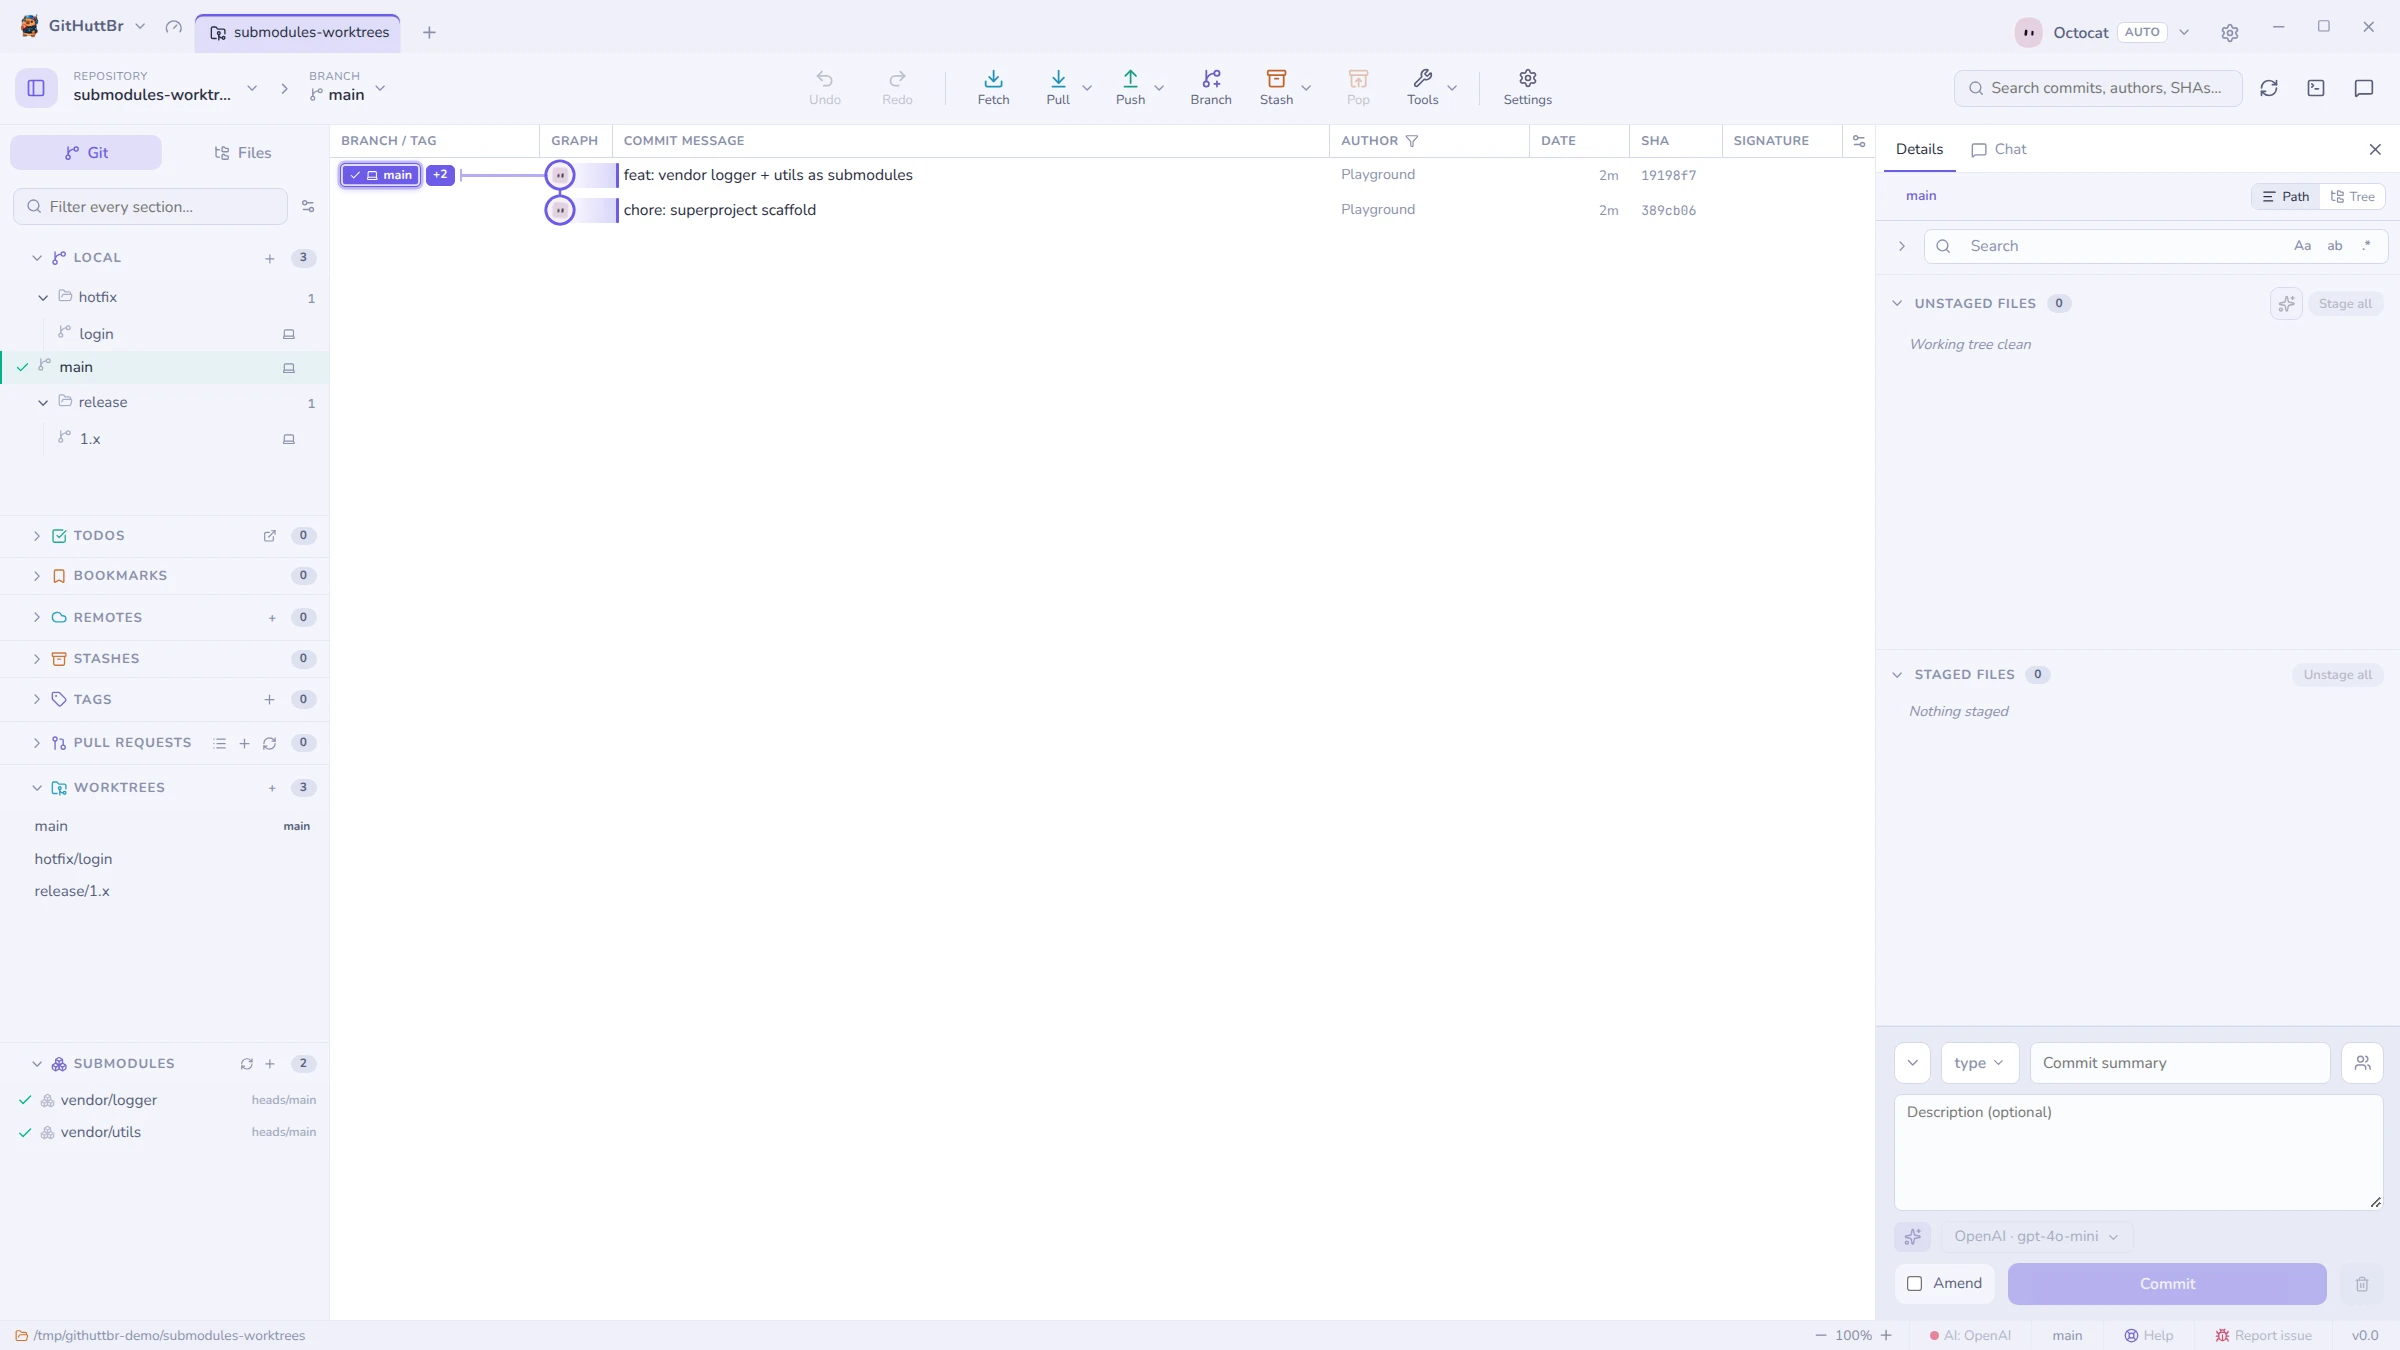 GitHuttBr
submodules-worktrees
Octocat AUTO
REPOSITORY
submodules-worktr...
BRANCH
main
Undo
Redo
Fetch
Pull
Push
Branch
Stash
Pop
Tools
Settings
Search commits, authors, SHAs...
Git
Files
Filter every section...
LOCAL 3
hotfix 1
login
main
release 1
1.x
TODOS 0
BOOKMARKS 0
REMOTES 0
STASHES 0
TAGS 0
PULL REQUESTS 0
WORKTREES 3
main main
hotfix/login
release/1.x
SUBMODULES 2
vendor/logger heads/main
vendor/utils heads/main
BRANCH / TAG GRAPH COMMIT MESSAGE AUTHOR DATE SHA SIGNATURE
main +2 feat: vendor logger + utils as submodules Playground 2m 19198f7
chore: superproject scaffold Playground 2m 389cb06
Details Chat
main Path Tree
Search Aa ab .*
UNSTAGED FILES 0 Stage all
Working tree clean
STAGED FILES 0 Unstage all
Nothing staged
type Commit summary
Description (optional)
OpenAI · gpt-4o-mini
Amend Commit
/tmp/githuttbr-demo/submodules-worktrees
100% AI: OpenAI main Help Report issue v0.0